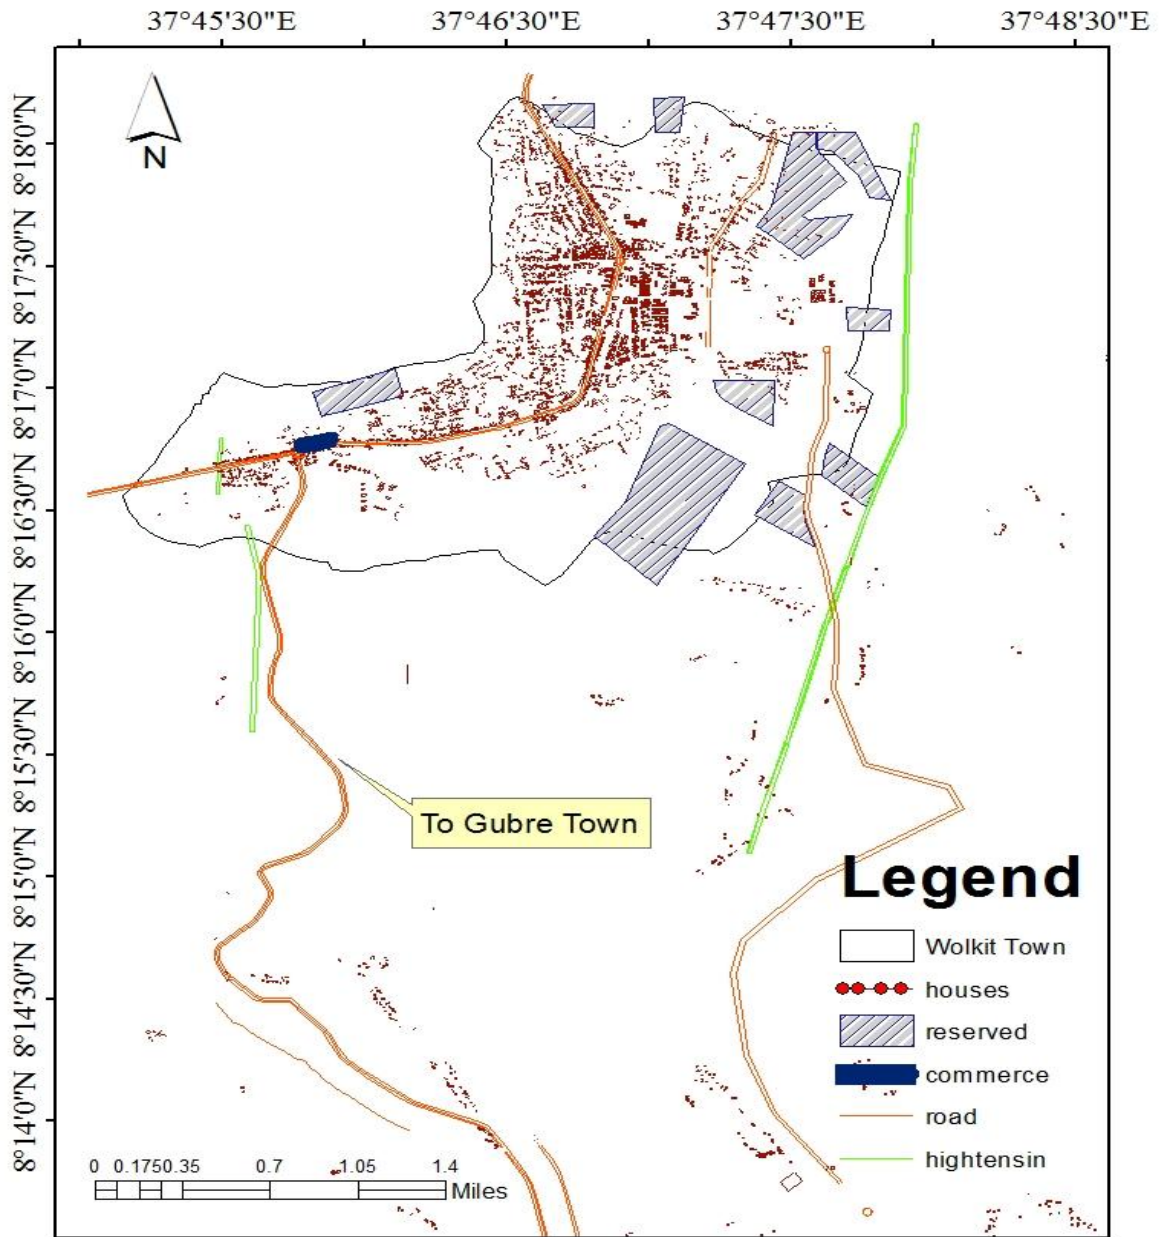 37°45'30"E 37°46'30"E 37°47'30"E 37°48'30"E
8°18'0"N
8°17'30"N
8°17'0"N
8°16'30"N
8°16'0"N
8°15'30"N
8°15'0"N
8°14'30"N
8°14'0"N
N
To Gubre Town
Legend
Wolkit Town
houses
reserved
commerce
road
hightensin
0 0.1750.35 0.7 1.05 1.4
Miles